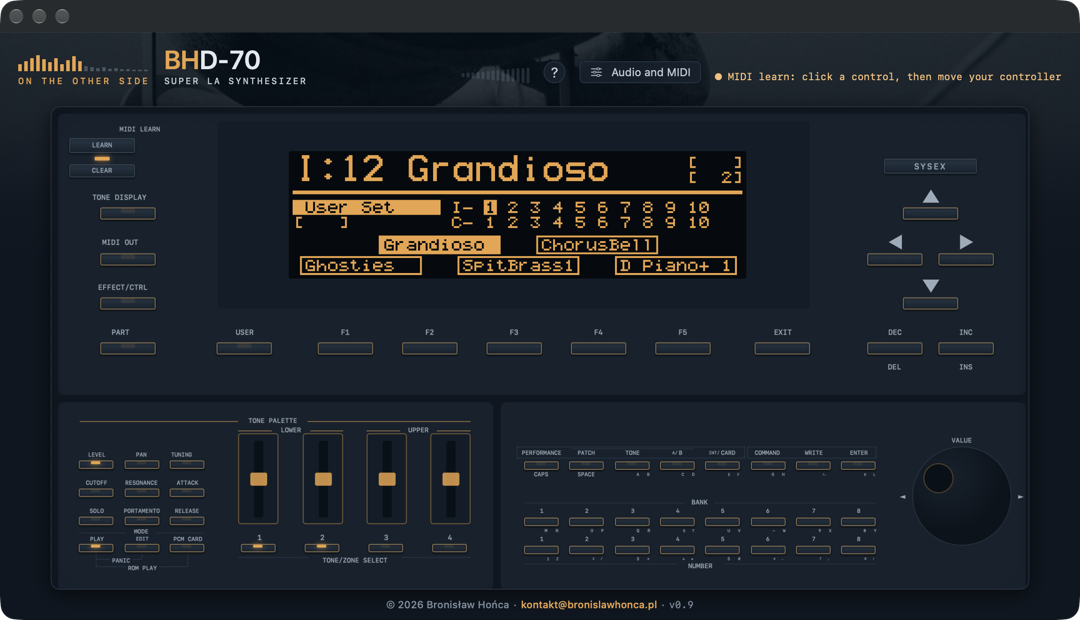 BHD-70
ON THE OTHER SIDE
SUPER LA SYNTHESIZER
?
Audio and MIDI
MIDI learn: click a control, then move your controller
MIDI LEARN
LEARN
CLEAR
TONE DISPLAY
MIDI OUT
EFFECT/CTRL
PART
I:12 Grandioso
[ ]
[ 2]
User Set I- 1 2 3 4 5 6 7 8 9 10
[ ] C- 1 2 3 4 5 6 7 8 9 10
Grandioso ChorusBell
Ghosties SpitBrass1 D Piano+ 1
USER F1 F2 F3 F4 F5 EXIT
SYSEX
DEC INC
DEL INS
TONE PALETTE
LOWER UPPER
LEVEL PAN TUNING
CUTOFF RESONANCE ATTACK
SOLO PORTAMENTO RELEASE
MODE
PLAY EDIT PCM CARD
PANIC
ROM PLAY
1 2 3 4
TONE/ZONE SELECT
PERFORMANCE PATCH TONE A/B INT/CARD COMMAND WRITE ENTER
CAPS SPACE
BANK
1 2 3 4 5 6 7 8
1 2 3 4 5 6 7 8
NUMBER
VALUE
© 2026 Bronisław Hońca · kontakt@bronislawhonca.pl · v0.9